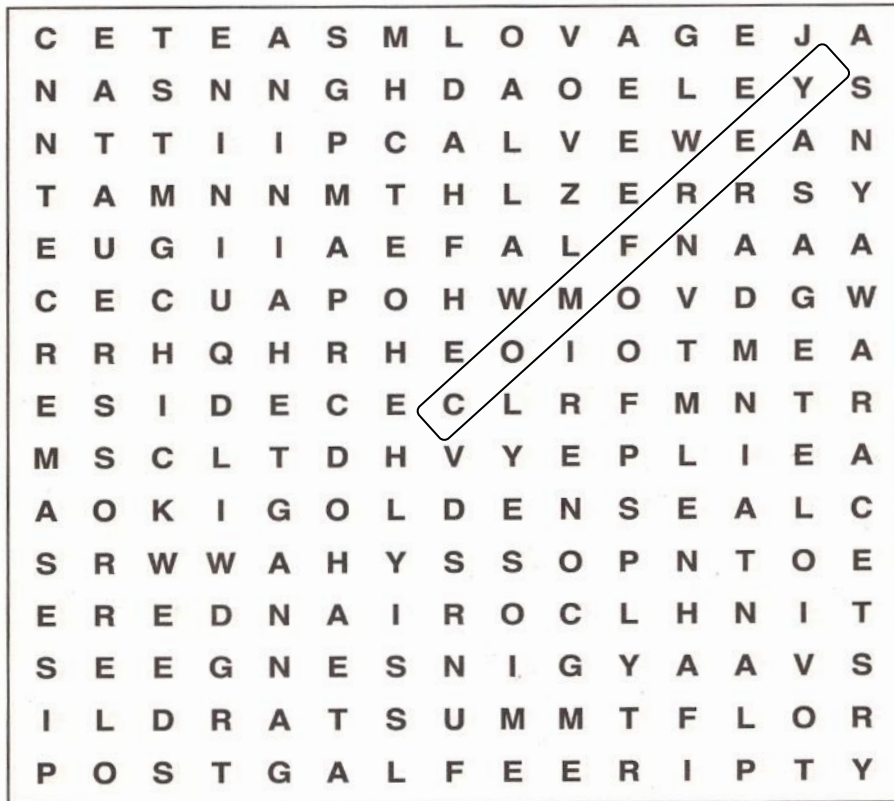 C E T E A S M L O V A G E J A
N A S N N G H D A O E L E Y S
N T T I I P C A L V E W E A N
T A M N N M T H L Z E R R S Y
E U G I I A E F A L F N A A A
C E C U A P O H W M O V D G W
R R H Q H R H E O I O T M E A
E S I D E C E C L R F M N T R
M S C L T D H V Y E P L I E A
A O K I G O L D E N S E A L C
S R W W A H Y S S O P N T O E
E R E D N A I R O C L H N I T
S E E G N E S N I G Y A A V S
I L D R A T S U M M T F L O R
P O S T G A L F E E R I P T Y